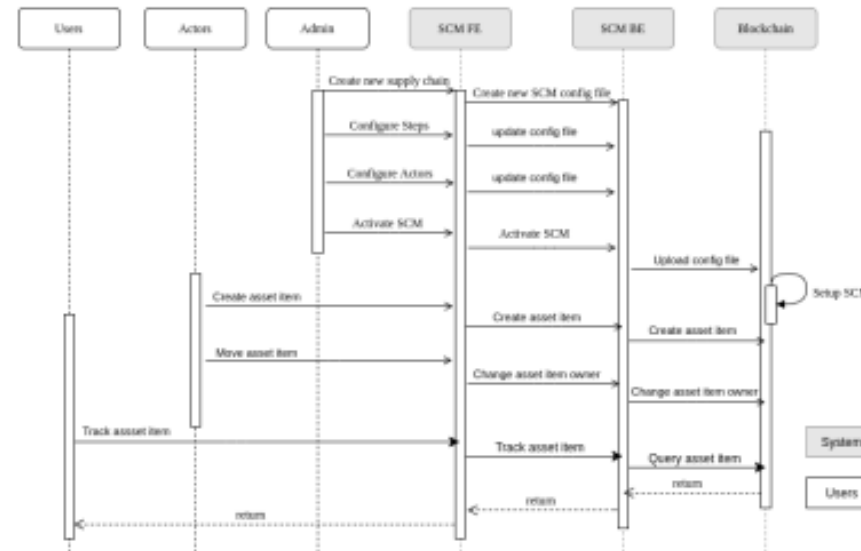 Users
Actors
Admin
SCM FE
SCM BE
Blockchain
Create new supply chain
Create new SCM config file
Configure Steps
update config file
Configure Actors
update config file
Activate SCM
Activate SCM
Upload config file
Setup SCM
Create asset item
Create asset item
Create asset item
Move asset item
Change asset item owner
Change asset item owner
Track assset item
Track asset item
Query asset item
System
Users
return
return
return